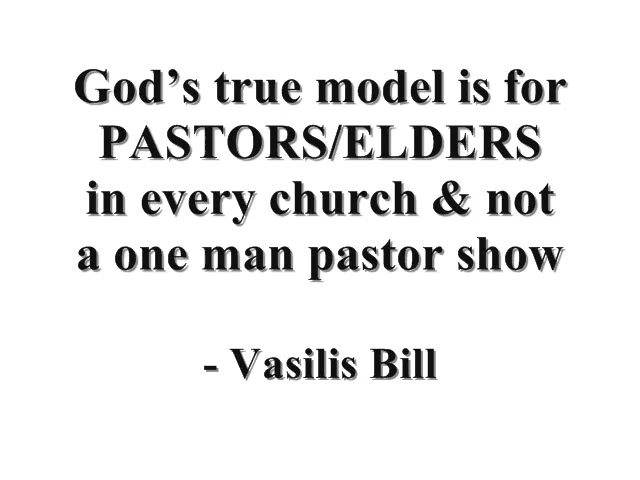 God’s true model is for
PASTORS/ELDERS
in every church & not
a one man pastor show
- Vasilis Bill